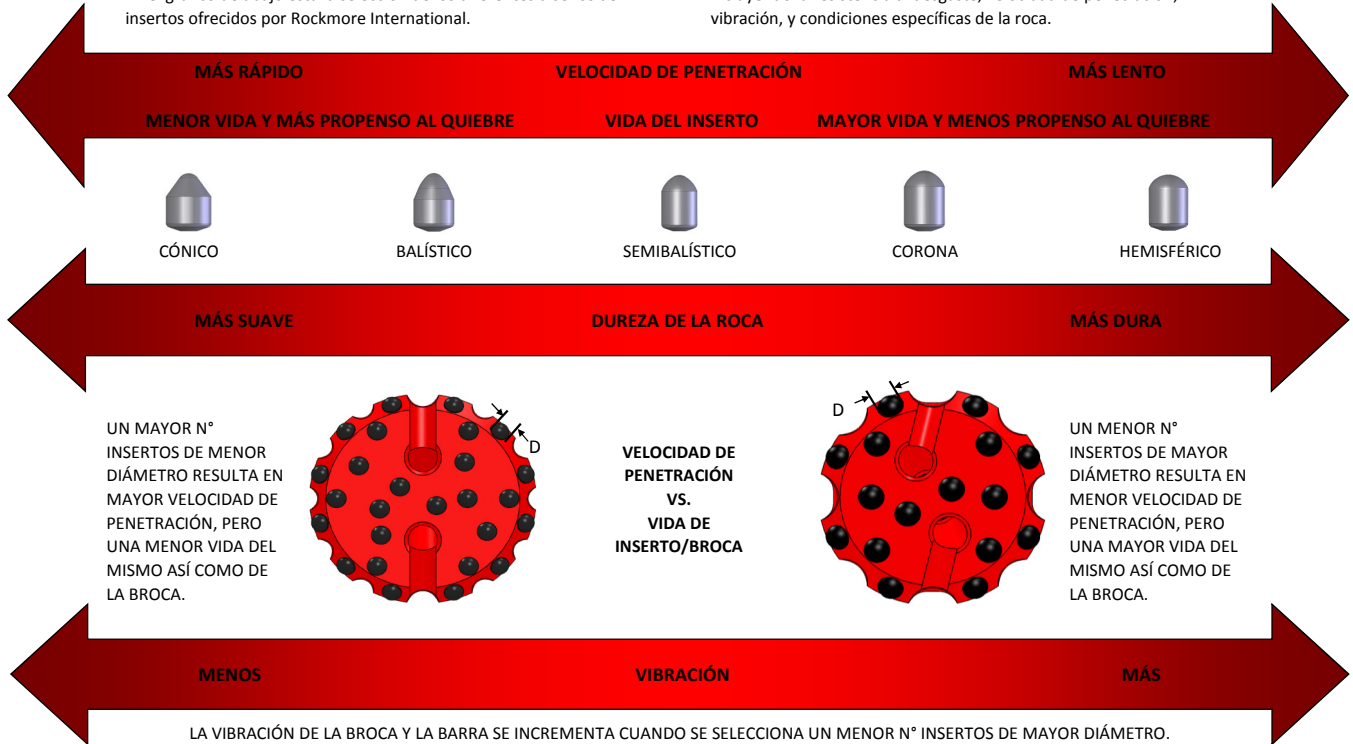 insertos ofrecidos por Rockmore International.
vibración, y condiciones específicas de la roca.
MÁS RÁPIDO VELOCIDAD DE PENETRACIÓN MÁS LENTO
MENOR VIDA Y MÁS PROPENSO AL QUIEBRE VIDA DEL INSERTO MAYOR VIDA Y MENOS PROPENSO AL QUIEBRE
CÓNICO BALÍSTICO SEMIBALÍSTICO CORONA HEMISFÉRICO
MÁS SUAVE DUREZA DE LA ROCA MÁS DURA
UN MAYOR N°
INSERTOS DE MENOR
DIÁMETRO RESULTA EN
MAYOR VELOCIDAD DE
PENETRACIÓN, PERO
UNA MENOR VIDA DEL
MISMO ASÍ COMO DE
LA BROCA.
D
VELOCIDAD DE
PENETRACIÓN
VS.
VIDA DE
INSERTO/BROCA
D
UN MENOR N°
INSERTOS DE MAYOR
DIÁMETRO RESULTA EN
MENOR VELOCIDAD DE
PENETRACIÓN, PERO
UNA MAYOR VIDA DEL
MISMO ASÍ COMO DE
LA BROCA.
MENOS VIBRACIÓN MÁS
LA VIBRACIÓN DE LA BROCA Y LA BARRA SE INCREMENTA CUANDO SE SELECCIONA UN MENOR N° INSERTOS DE MAYOR DIÁMETRO.